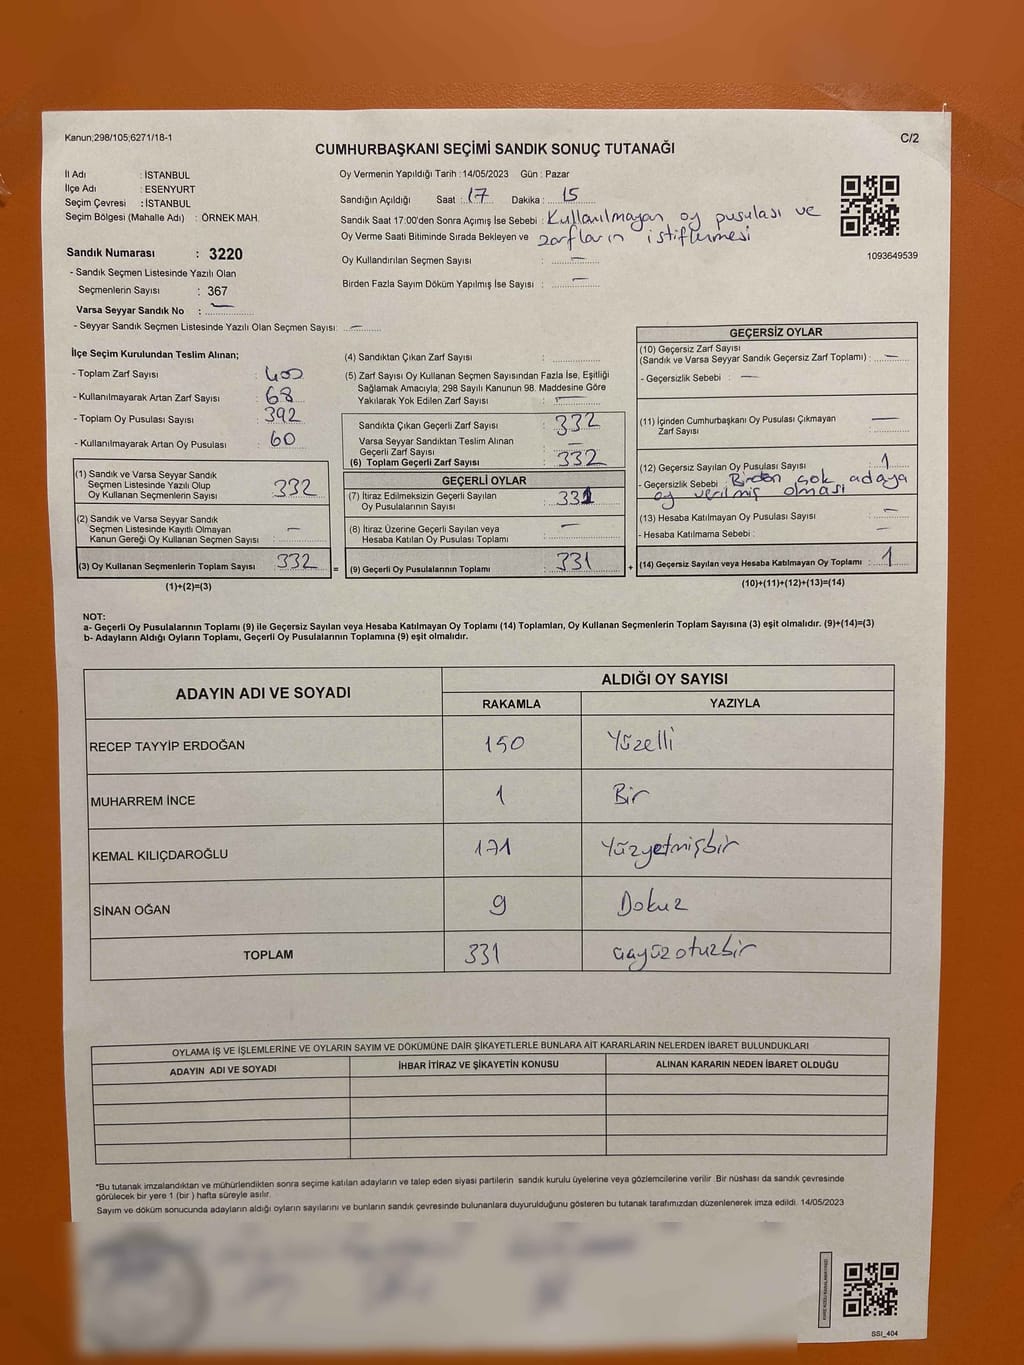 Kanun;298/105;6271/18-1
C/2
CUMHURBAŞKANI SEÇİMİ SANDIK SONUÇ TUTANAĞI
İl Adı : İSTANBUL
İlçe Adı : ESENYURT
Seçim Çevresi : İSTANBUL
Seçim Bölgesi (Mahalle Adı) : ÖRNEK MAH.
Sandık Numarası : 3220
- Sandık Seçmen Listesinde Yazılı Olan
Seçmenlerin Sayısı : 367
Varsa Seyyar Sandık No : —
- Seyyar Sandık Seçmen Listesinde Yazılı Olan Seçmen Sayısı: —
Oy Vermenin Yapıldığı Tarih : 14/05/2023 Gün : Pazar
Sandığın Açıldığı Saat : 17 Dakika : 15
Sandık Saat 17:00'den Sonra Açımış İse Sebebi : Kullanılmayan oy pusulası ve
zarfların istiflenmesi
Oy Verme Saati Bitiminde Sırada Bekleyen ve
Oy Kullandırılan Seçmen Sayısı : —
Birden Fazla Sayım Döküm Yapılmış İse Sayısı : —
1093649539
İlçe Seçim Kurulundan Teslim Alınan;
- Toplam Zarf Sayısı : 400
- Kullanılmayarak Artan Zarf Sayısı : 68
- Toplam Oy Pusulası Sayısı : 392
- Kullanılmayarak Artan Oy Pusulası : 60
(1) Sandık ve Varsa Seyyar Sandık
Seçmen Listesinde Yazılı Olup
Oy Kullanan Seçmenlerin Sayısı : 332
(2) Sandık ve Varsa Seyyar Sandık
Seçmen Listesinde Kayıtlı Olmayan
Kanun Gereği Oy Kullanan Seçmen Sayısı : —
(3) Oy Kullanan Seçmenlerin Toplam Sayısı : 332
(1)+(2)=(3)
(4) Sandıktan Çıkan Zarf Sayısı :
(5) Zarf Sayısı Oy Kullanan Seçmen Sayısından Fazla İse, Eşitliği
Sağlamak Amacıyla, 298 Sayılı Kanunun 98. Maddesine Göre
Yakılarak Yok Edilen Zarf Sayısı : —
Sandıkta Çıkan Geçerli Zarf Sayısı : 332
Varsa Seyyar Sandıktan Teslim Alınan
Geçerli Zarf Sayısı : —
(6) Toplam Geçerli Zarf Sayısı : 332
GEÇERLİ OYLAR
(7) İtiraz Edilmeksizin Geçerli Sayılan
Oy Pusulalarının Sayısı : 331
(8) İtiraz Üzerine Geçerli Sayılan veya
Hesaba Katılan Oy Pusulası Toplamı : —
= (9) Geçerli Oy Pusulalarının Toplamı : 331
GEÇERSİZ OYLAR
(10) Geçersiz Zarf Sayısı
(Sandık ve Varsa Seyyar Sandık Geçersiz Zarf Toplamı) : —
- Geçersizlik Sebebi : —
(11) İçinden Cumhurbaşkanı Oy Pusulası Çıkmayan —
Zarf Sayısı :
(12) Geçersiz Sayılan Oy Pusulası Sayısı : 1
- Geçersizlik Sebebi : Birden çok adaya
oy verilmiş olması
(13) Hesaba Katılmayan Oy Pusulası Sayısı : —
- Hesaba Katılmama Sebebi : —
+ (14) Geçersiz Sayılan veya Hesaba Katılmayan Oy Toplamı : 1
(10)+(11)+(12)+(13)=(14)
NOT:
a- Geçerli Oy Pusulalarının Toplamı (9) ile Geçersiz Sayılan veya Hesaba Katılmayan Oy Toplamı (14) Toplamları, Oy Kullanan Seçmenlerin Toplam Sayısına (3) eşit olmalıdır. (9)+(14)=(3)
b- Adayların Aldığı Oyların Toplamı, Geçerli Oy Pusulalarının Toplamına (9) eşit olmalıdır.
ADAYIN ADI VE SOYADI
ALDIĞI OY SAYISI
RAKAMLA YAZIYLA
RECEP TAYYİP ERDOĞAN 150 Yüzelli
MUHARREM İNCE 1 Bir
KEMAL KILIÇDAROĞLU 171 Yüzyetmişbir
SİNAN OĞAN 9 Dokuz
TOPLAM 331 üçyüzotuzbir
OYLAMA İŞ VE İŞLEMLERİNE VE OYLARIN SAYIM VE DÖKÜMÜNE DAİR ŞİKAYETLERLE BUNLARA AİT KARARLARIN NELERDEN İBARET BULUNDUKLARI
ADAYIN ADI VE SOYADI İHBAR İTİRAZ VE ŞİKAYETİN KONUSU ALINAN KARARIN NEDEN İBARET OLDUĞU
*Bu tutanak imzalandıktan ve mühürlendikten sonra seçime katılan adayların ve talep eden siyasi partilerin sandık kurulu üyelerine veya gözlemcilerine verilir. Bir nüshası da sandık çevresinde
görülecek bir yere 1 (bir) hafta süreyle asılır.
Sayım ve döküm sonucunda adayların aldığı oyların sayılarını ve bunların sandık çevresinde bulunanlara duyurulduğunu gösteren bu tutanak tarafımızdan düzenlenerek imza edildi. 14/05/2023
SSI_404